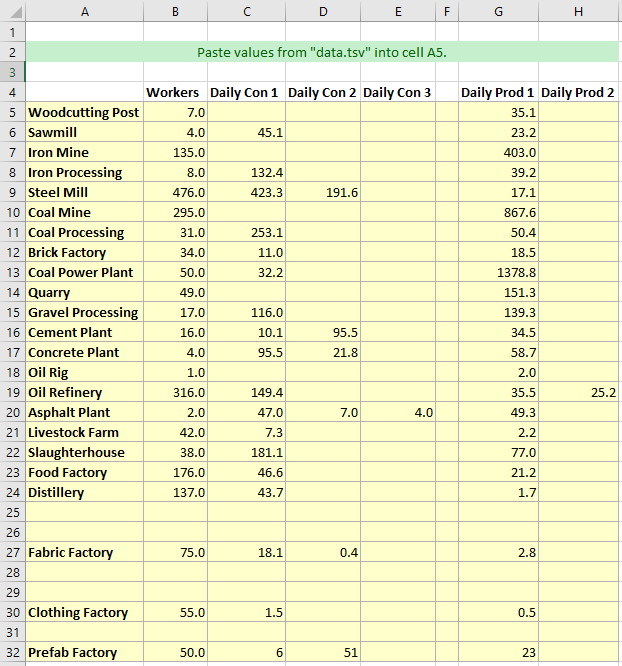 A B C D E F G H
1
2 Paste values from "data.tsv" into cell A5.
3
4 Workers Daily Con 1 Daily Con 2 Daily Con 3 Daily Prod 1 Daily Prod 2
5 Woodcutting Post 7.0 35.1
6 Sawmill 4.0 45.1 23.2
7 Iron Mine 135.0 403.0
8 Iron Processing 8.0 132.4 39.2
9 Steel Mill 476.0 423.3 191.6 17.1
10 Coal Mine 295.0 867.6
11 Coal Processing 31.0 253.1 50.4
12 Brick Factory 34.0 11.0 18.5
13 Coal Power Plant 50.0 32.2 1378.8
14 Quarry 49.0 151.3
15 Gravel Processing 17.0 116.0 139.3
16 Cement Plant 16.0 10.1 95.5 34.5
17 Concrete Plant 4.0 95.5 21.8 58.7
18 Oil Rig 1.0 2.0
19 Oil Refinery 316.0 149.4 35.5 25.2
20 Asphalt Plant 2.0 47.0 7.0 4.0 49.3
21 Livestock Farm 42.0 7.3 2.2
22 Slaughterhouse 38.0 181.1 77.0
23 Food Factory 176.0 46.6 21.2
24 Distillery 137.0 43.7 1.7
25
26
27 Fabric Factory 75.0 18.1 0.4 2.8
28
29
30 Clothing Factory 55.0 1.5 0.5
31
32 Prefab Factory 50.0 6 51 23